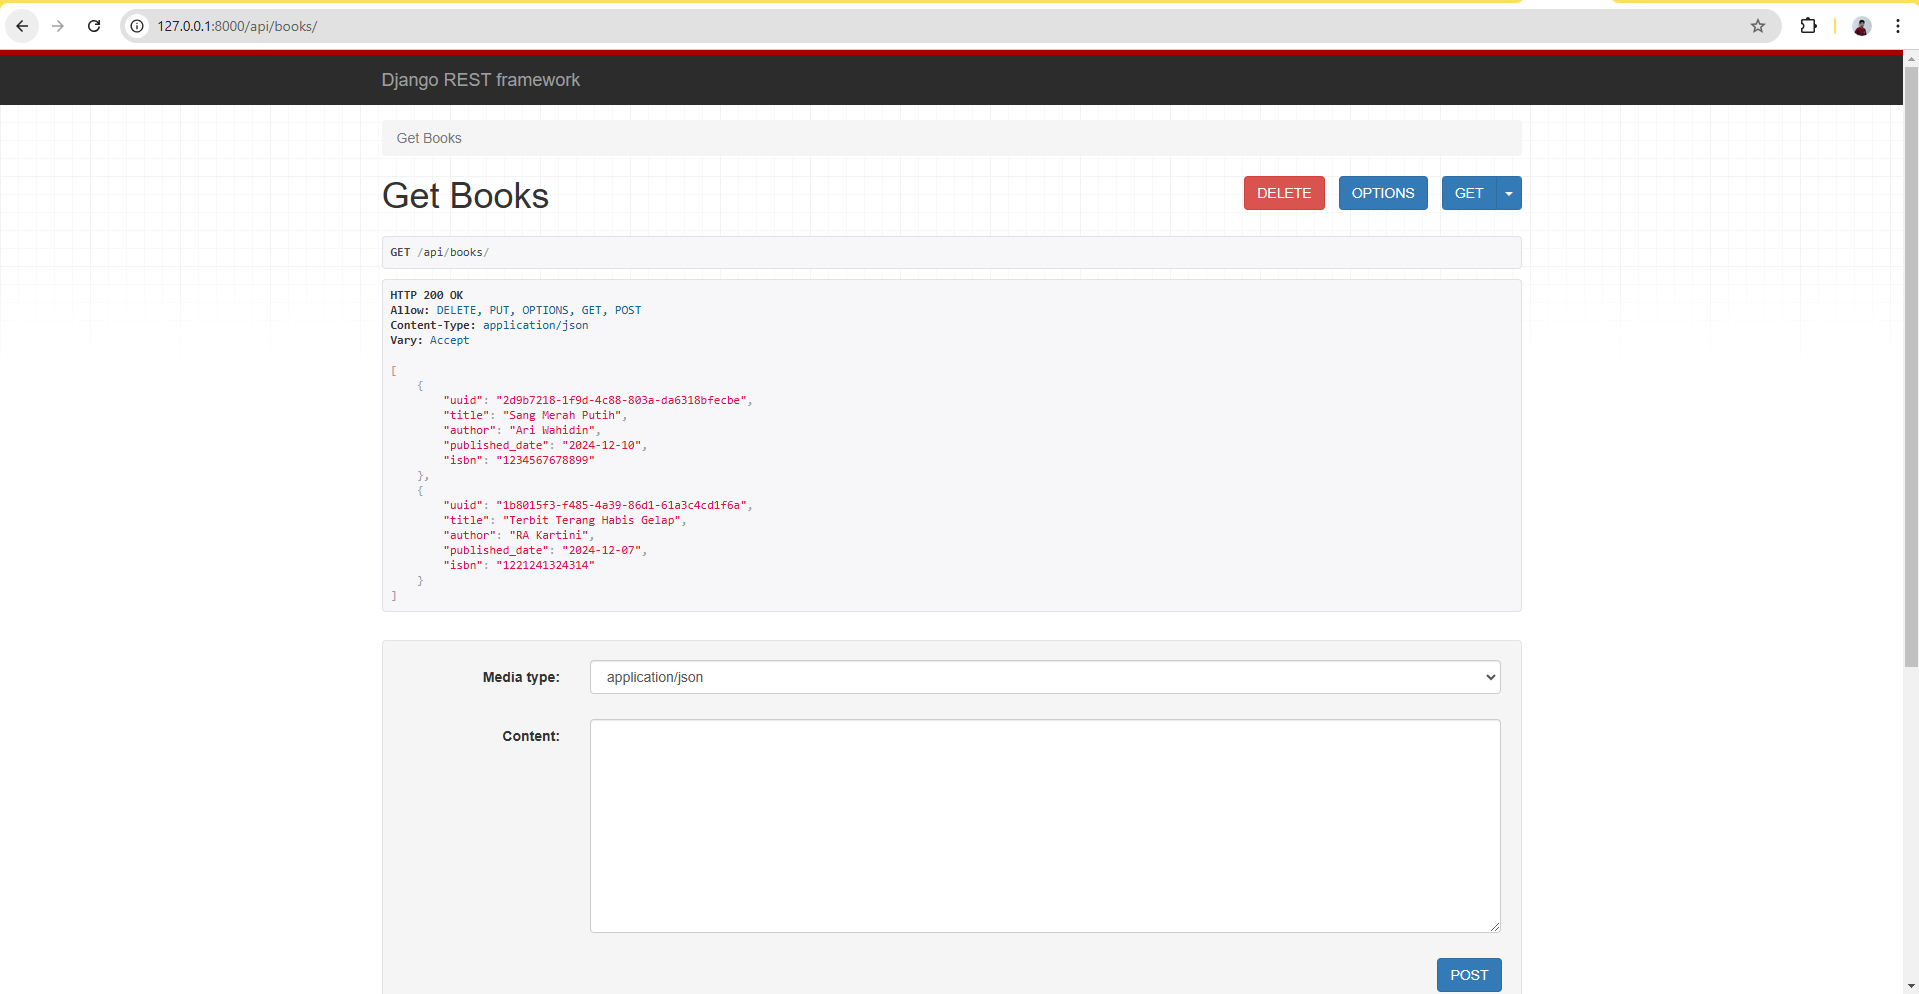 127.0.0.1:8000/api/books/
Django REST framework
Get Books
Get Books
DELETE
OPTIONS
GET
GET /api/books/
HTTP 200 OK
Allow: DELETE, PUT, OPTIONS, GET, POST
Content-Type: application/json
Vary: Accept
[
    {
        "uuid": "2d9b7218-1f9d-4c88-803a-da6318bfecbe",
        "title": "Sang Merah Putih",
        "author": "Ari Wahidin",
        "published_date": "2024-12-10",
        "isbn": "1234567678899"
    },
    {
        "uuid": "1b8015f3-f485-4a39-86d1-61a3c4cd1f6a",
        "title": "Terbit Terang Habis Gelap",
        "author": "RA Kartini",
        "published_date": "2024-12-07",
        "isbn": "1221241324314"
    }
]
Media type:
application/json
Content:
POST